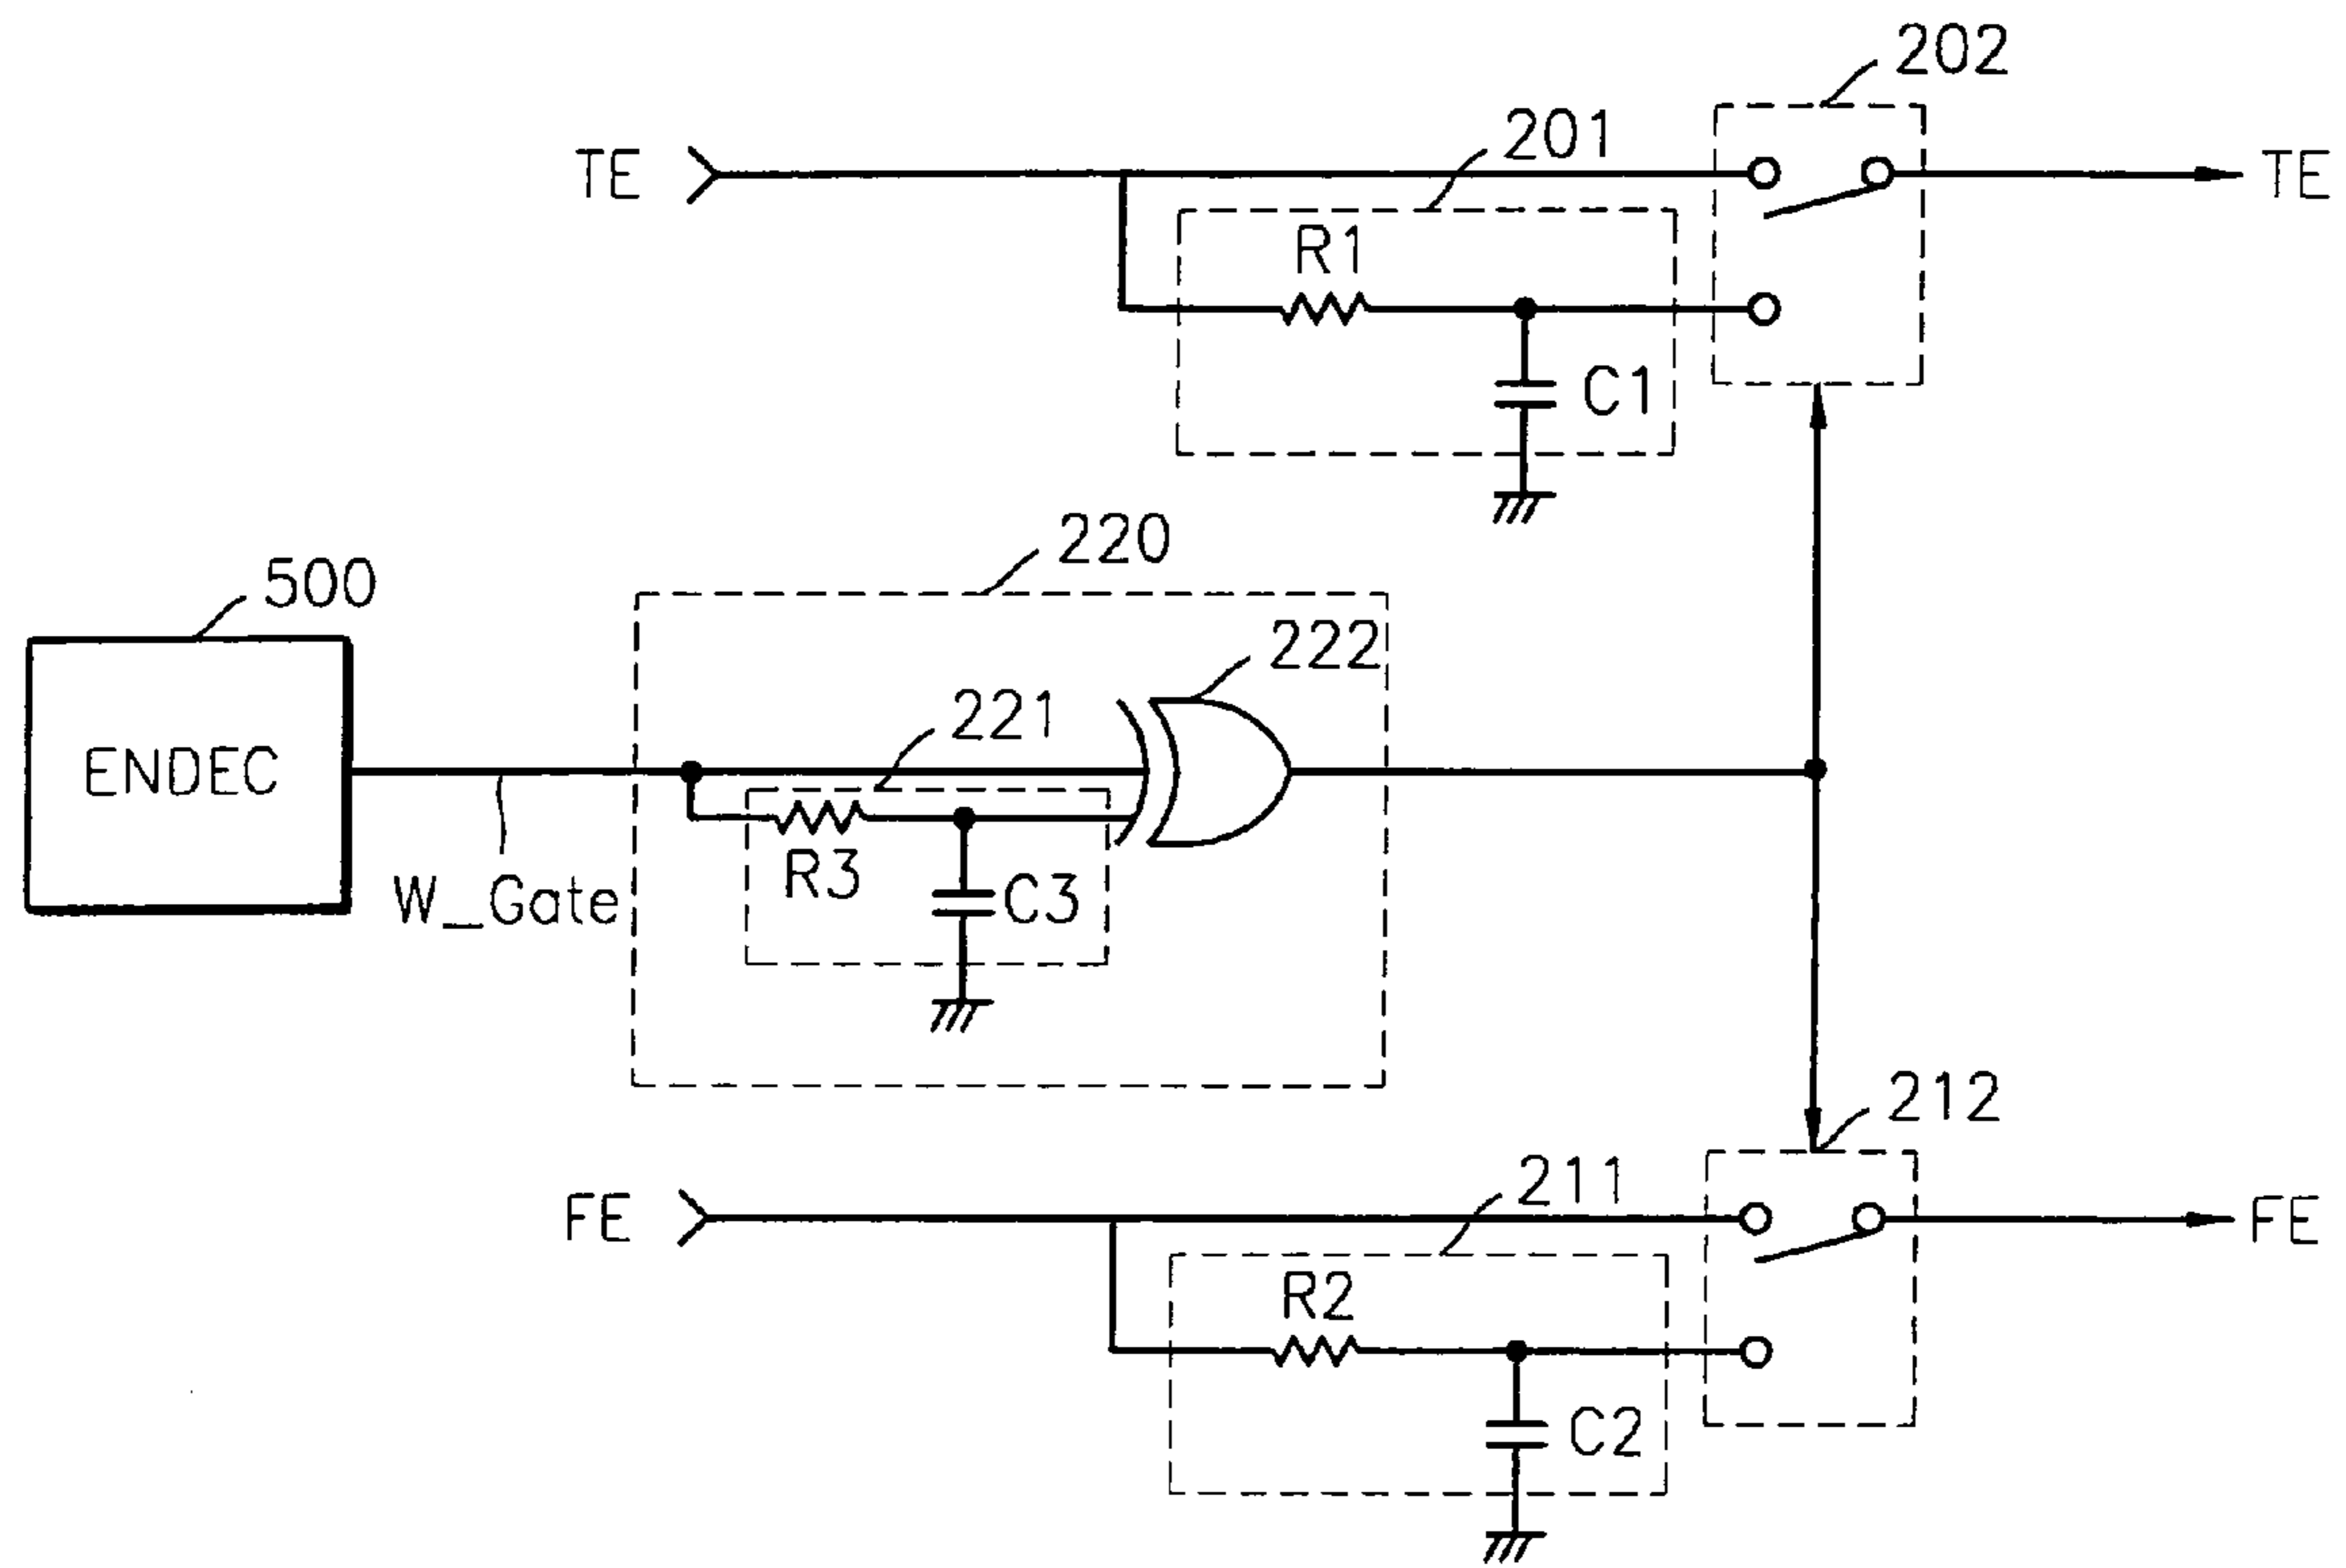 202
201
TE
TE
R1
C1
220
500
222
221
ENDEC
R3
C3
W_Gate
212
211
FE
FE
R2
C2